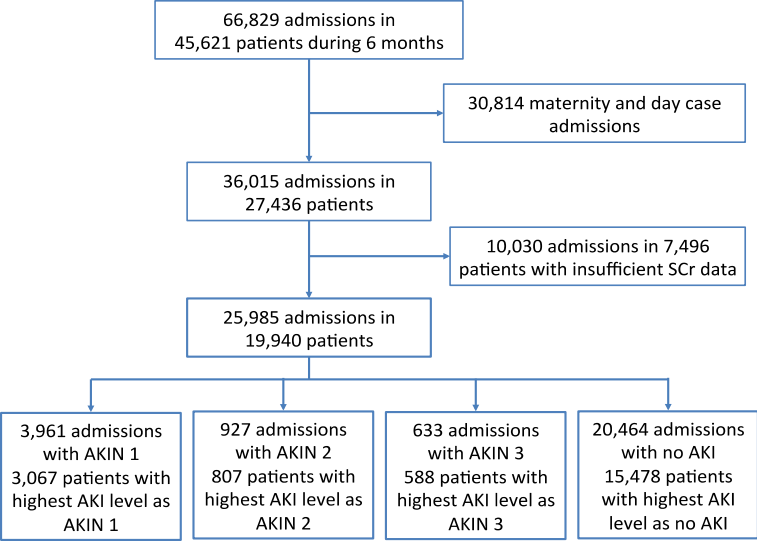 66,829 admissions in
45,621 patients during 6 months
30,814 maternity and day case
admissions
36,015 admissions in
27,436 patients
10,030 admissions in 7,496
patients with insufficient SCr data
25,985 admissions in
19,940 patients
3,961 admissions
with AKIN 1
3,067 patients with
highest AKI level as
AKIN 1
927 admissions
with AKIN 2
807 patients with
highest AKI level as
AKIN 2
633 admissions
with AKIN 3
588 patients with
highest AKI level as
AKIN 3
20,464 admissions
with no AKI
15,478 patients
with highest AKI
level as no AKI